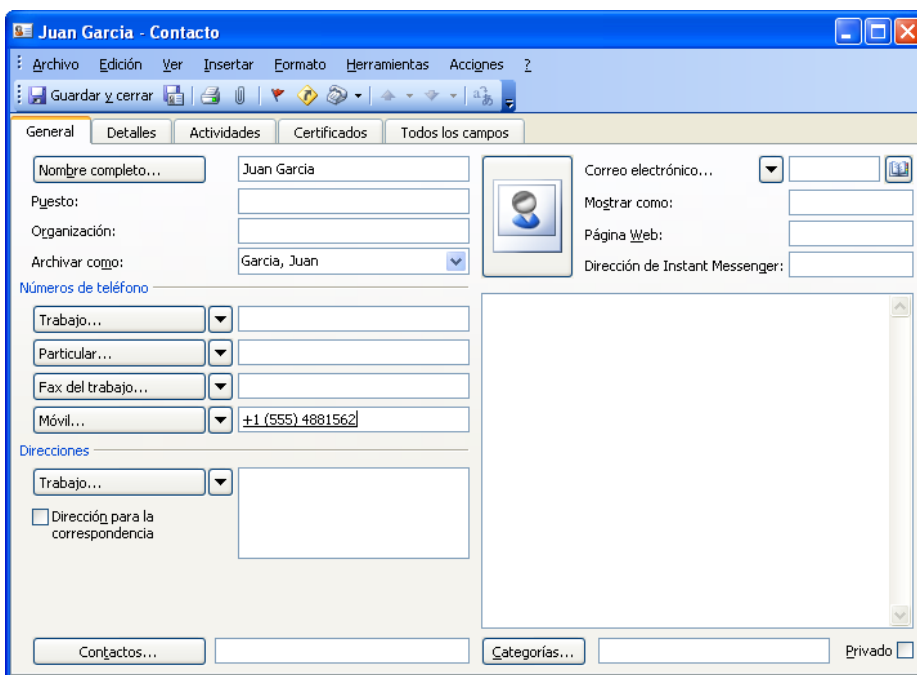 Juan Garcia - Contacto
Archivo Edición Ver Insertar Formato Herramientas Acciones ?
Guardar y cerrar
General Detalles Actividades Certificados Todos los campos
Nombre completo... Juan Garcia
Puesto:
Organización:
Archivar como: Garcia, Juan
Correo electrónico...
Mostrar como:
Página Web:
Dirección de Instant Messenger:
Números de teléfono
Trabajo...
Particular...
Fax del trabajo...
Móvil... +1 (555) 4881562
Direcciones
Trabajo...
Dirección para la
correspondencia
Contactos... Categorías... Privado